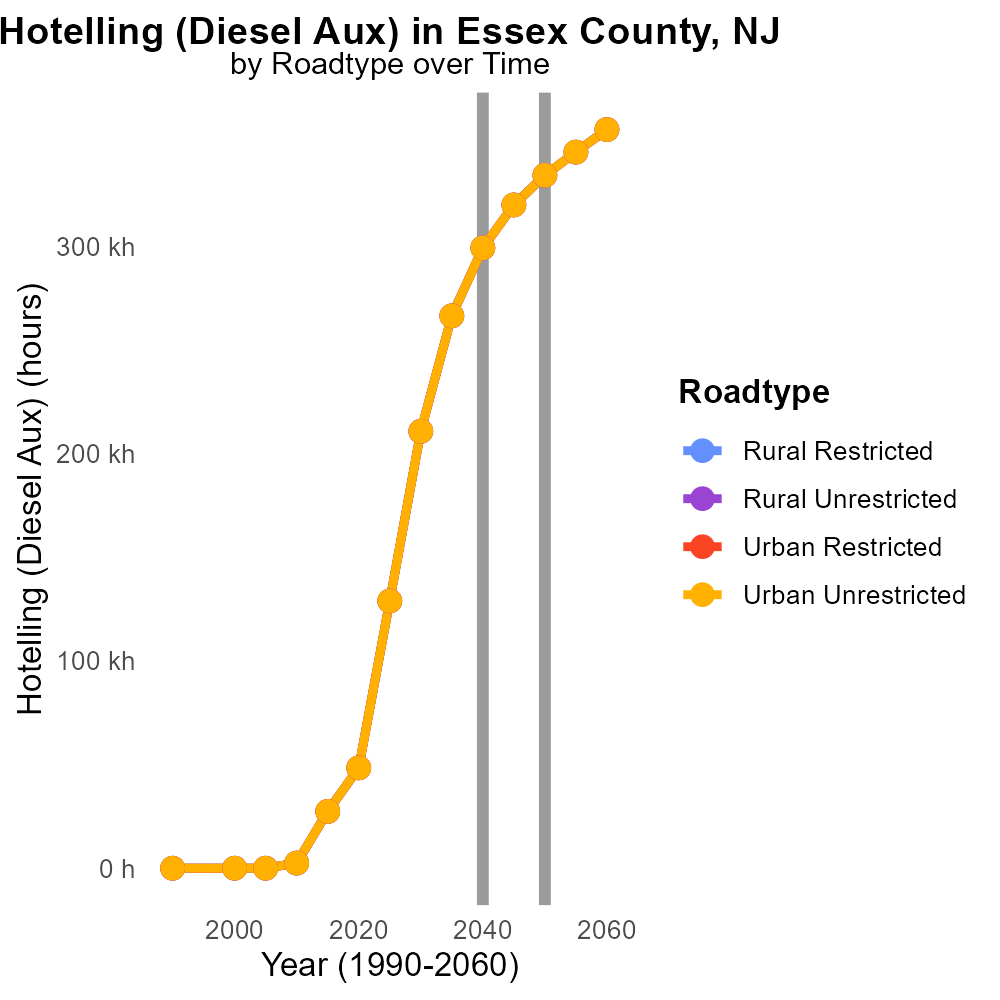 Hotelling (Diesel Aux) in Essex County, NJ
by Roadtype over Time
Hotelling (Diesel Aux) (hours)
300 kh
200 kh
100 kh
0 h
2000 2020 2040 2060
Year (1990-2060)
Roadtype
Rural Restricted
Rural Unrestricted
Urban Restricted
Urban Unrestricted